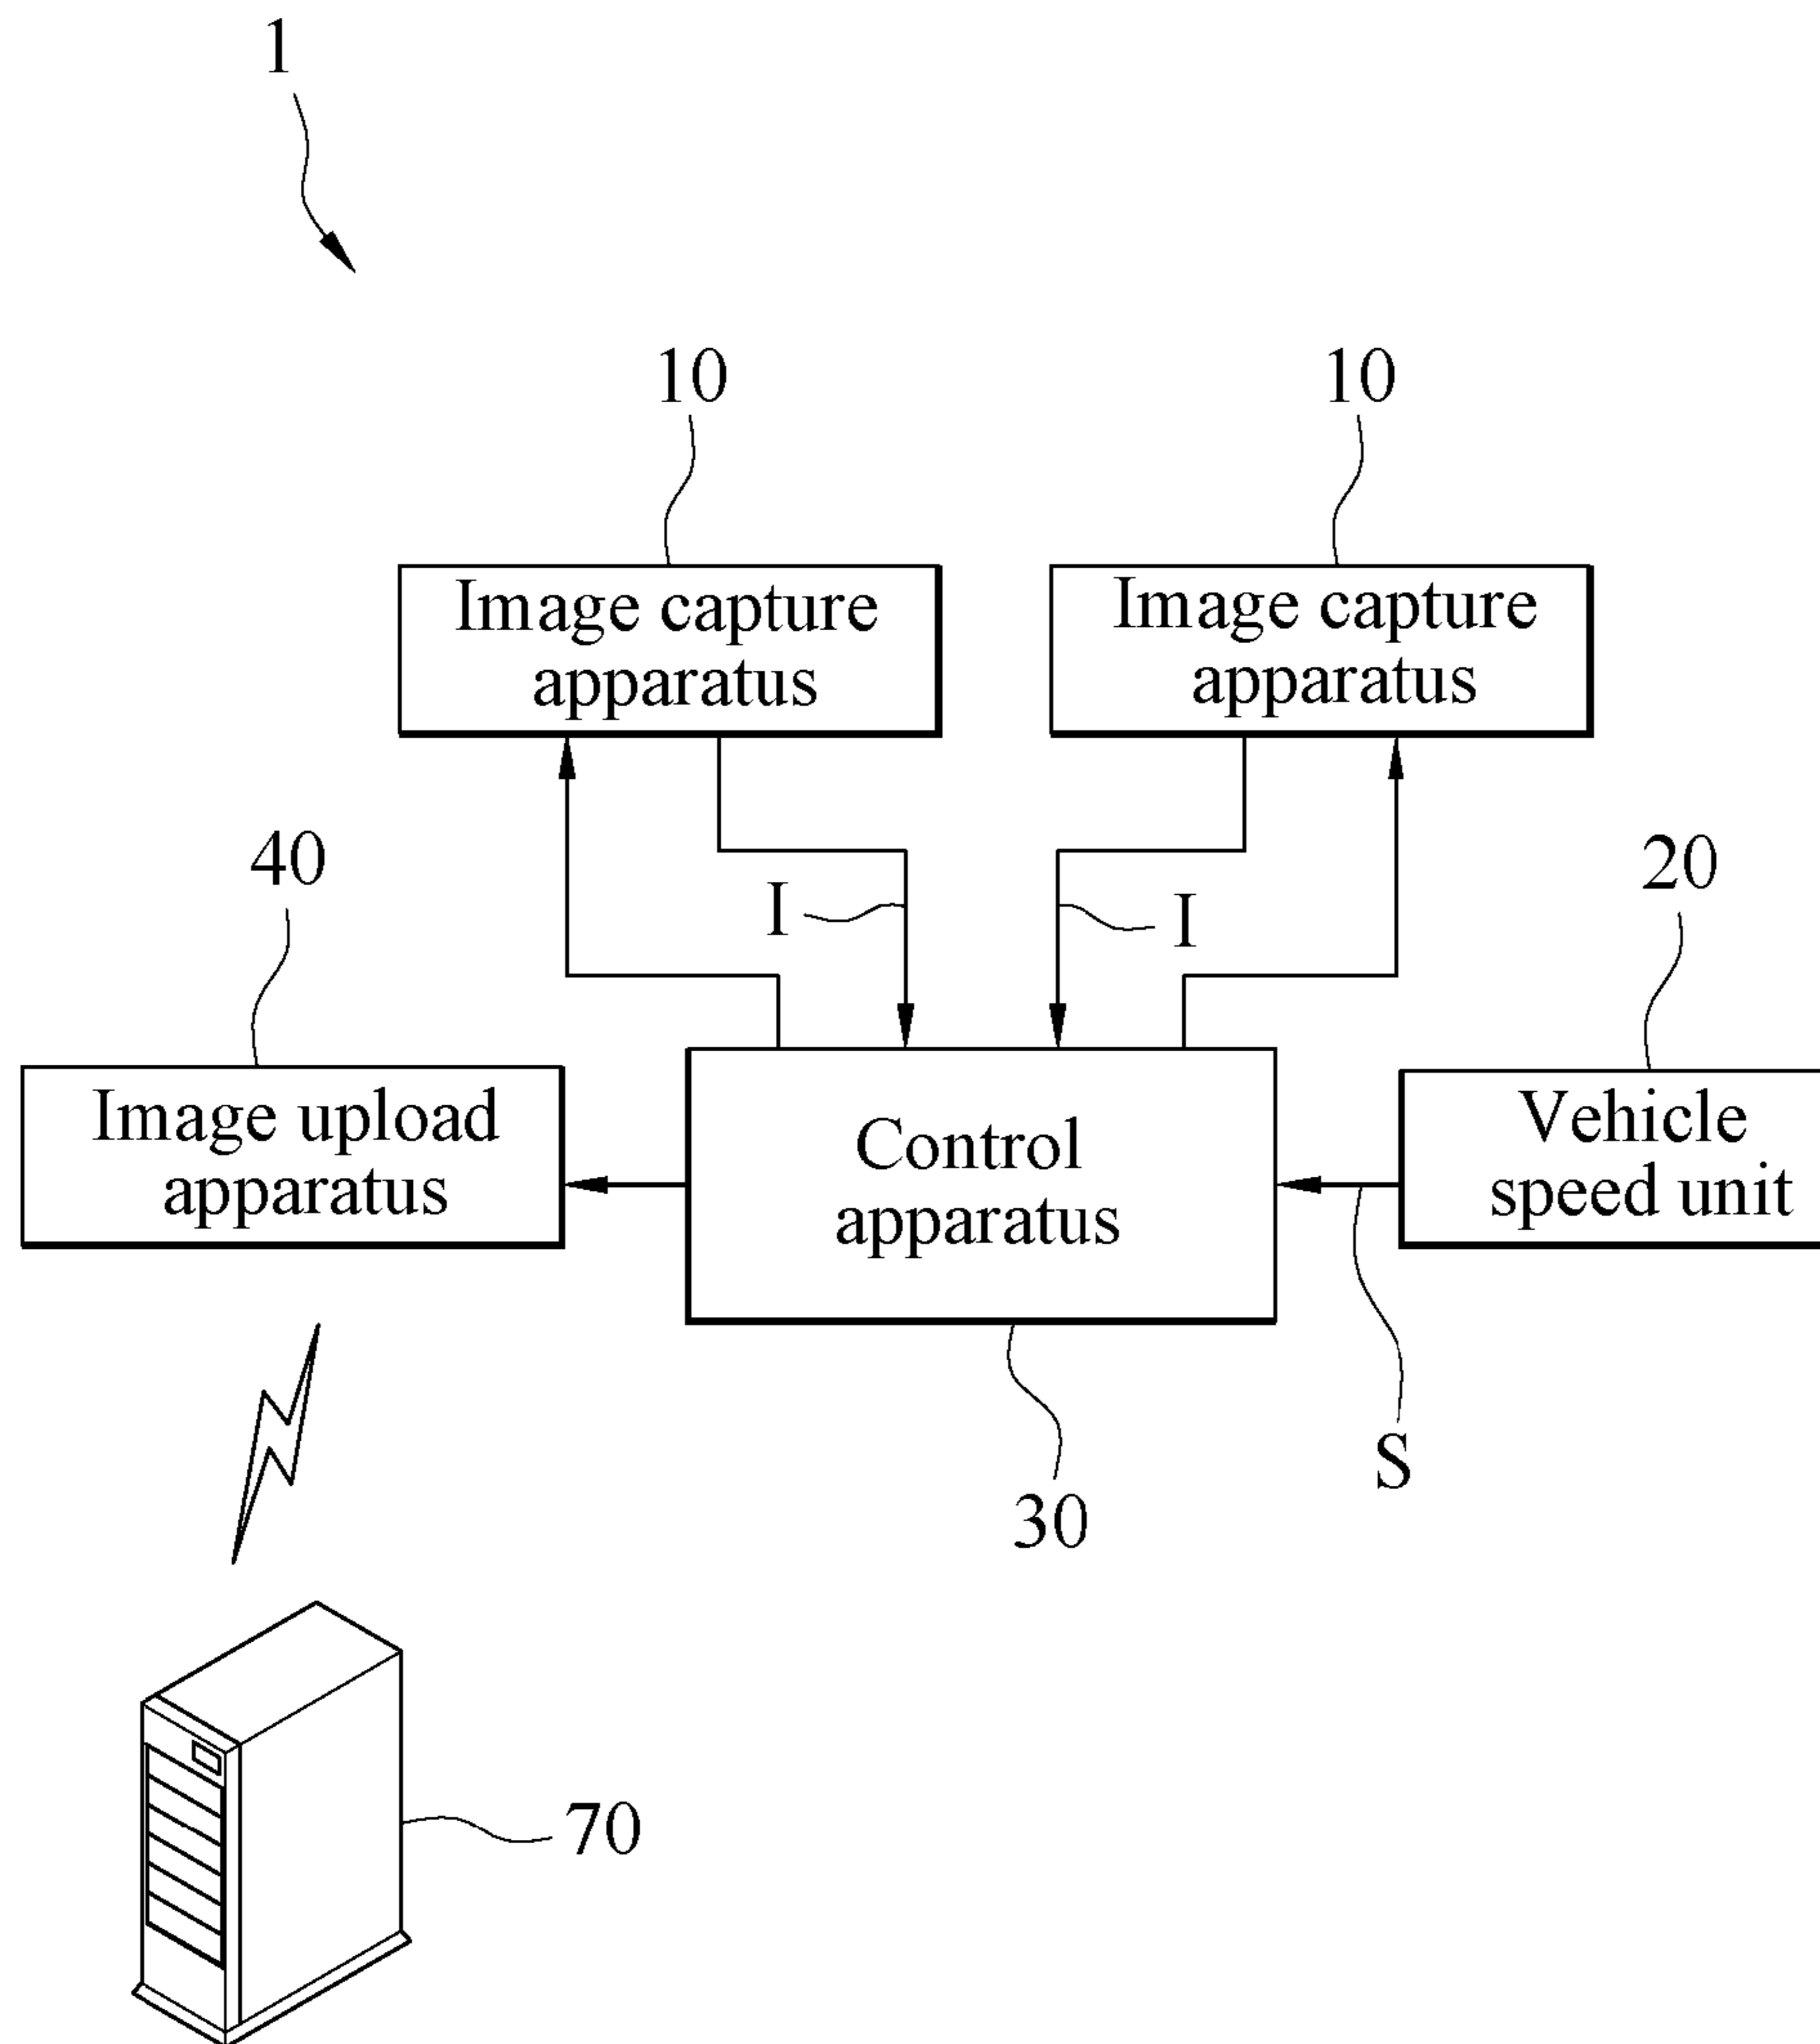 1
10
10
Image capture
apparatus
Image capture
apparatus
40
I
I
20
Image upload
apparatus
Control
apparatus
Vehicle
speed unit
S
30
70